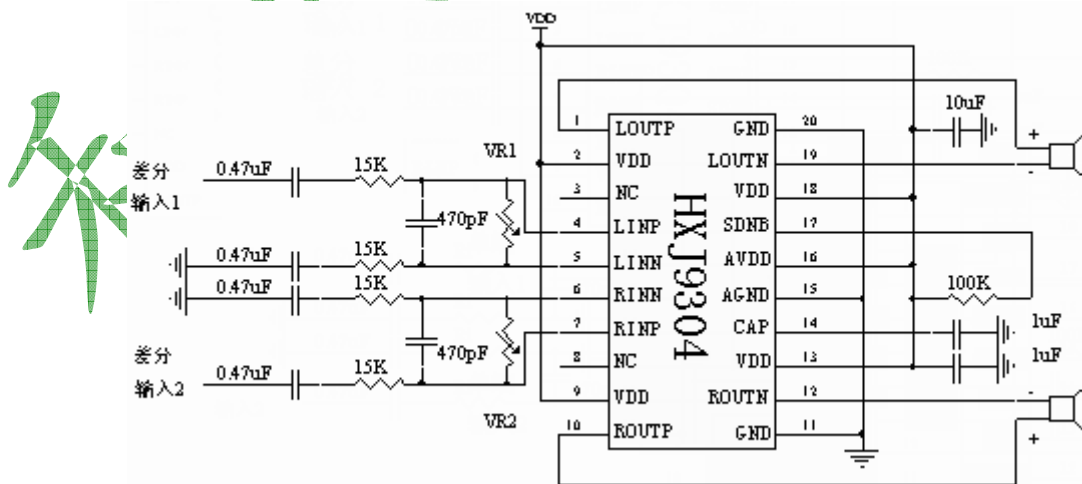 VDD
10uF
+
-
差分
输入1
0.47uF
15K
VR1
470pF
0.47uF
15K
0.47uF
15K
470pF
差分
输入2
0.47uF
15K
VR2
HXJ9304
1 LOUTP GND 20
2 VDD LOUTN 19
3 NC VDD 18
4 LINP SDNB 17
5 LINN AVDD 16
6 RINN AGND 15
7 RINP CAP 14
8 NC VDD 13
9 VDD ROUTN 12
10 ROUTP GND 11
100K
1uF
1uF
-
+